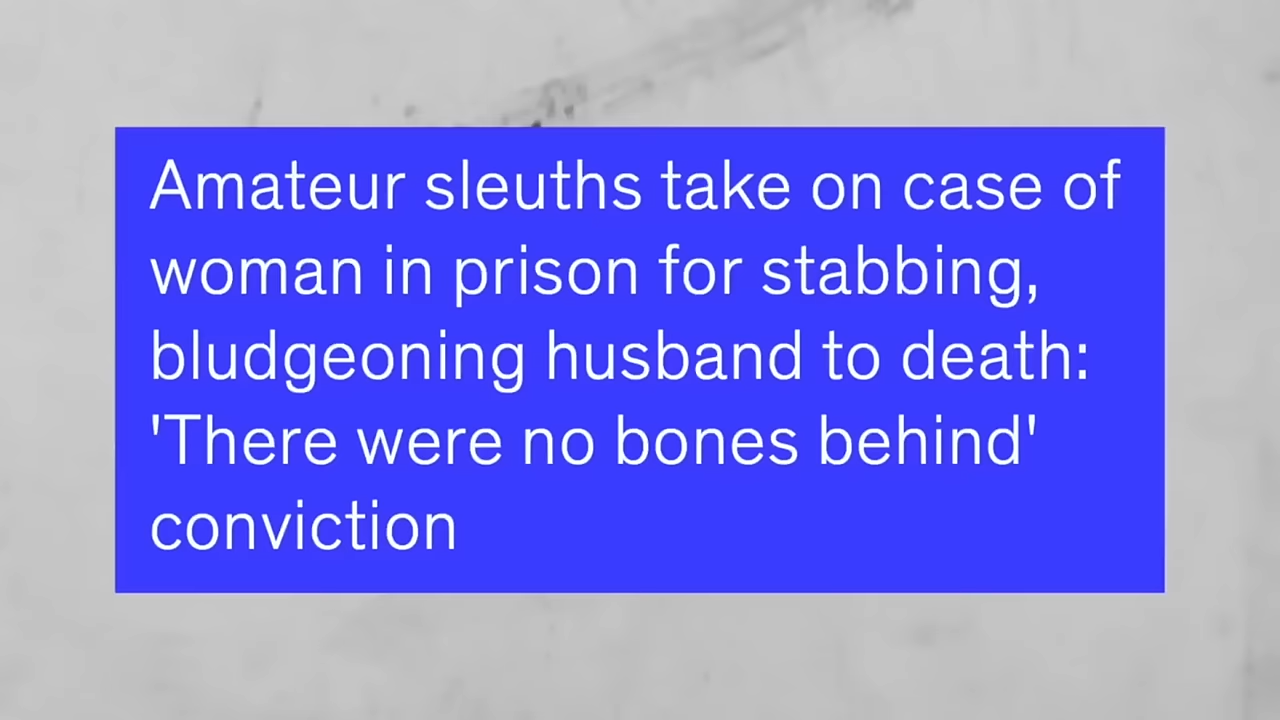 Amateur sleuths take on case of
woman in prison for stabbing,
bludgeoning husband to death:
'There were no bones behind'
conviction